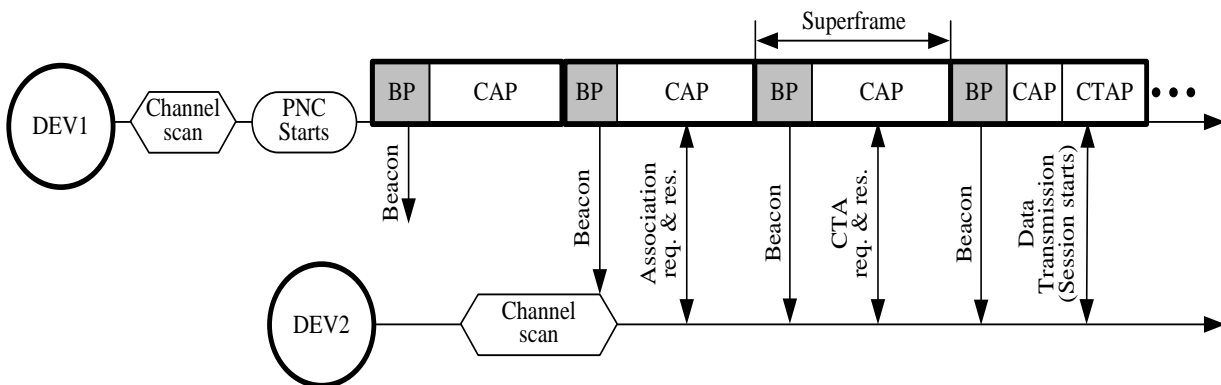 Superframe
DEV1
Channel
scan
PNC
Starts
BP
CAP
BP
CAP
BP
CAP
BP
CAP
CTAP
Beacon
Beacon
Association
req. & res.
Beacon
CTA
req. & res.
Beacon
Data
Transmission
(Session starts)
DEV2
Channel
scan